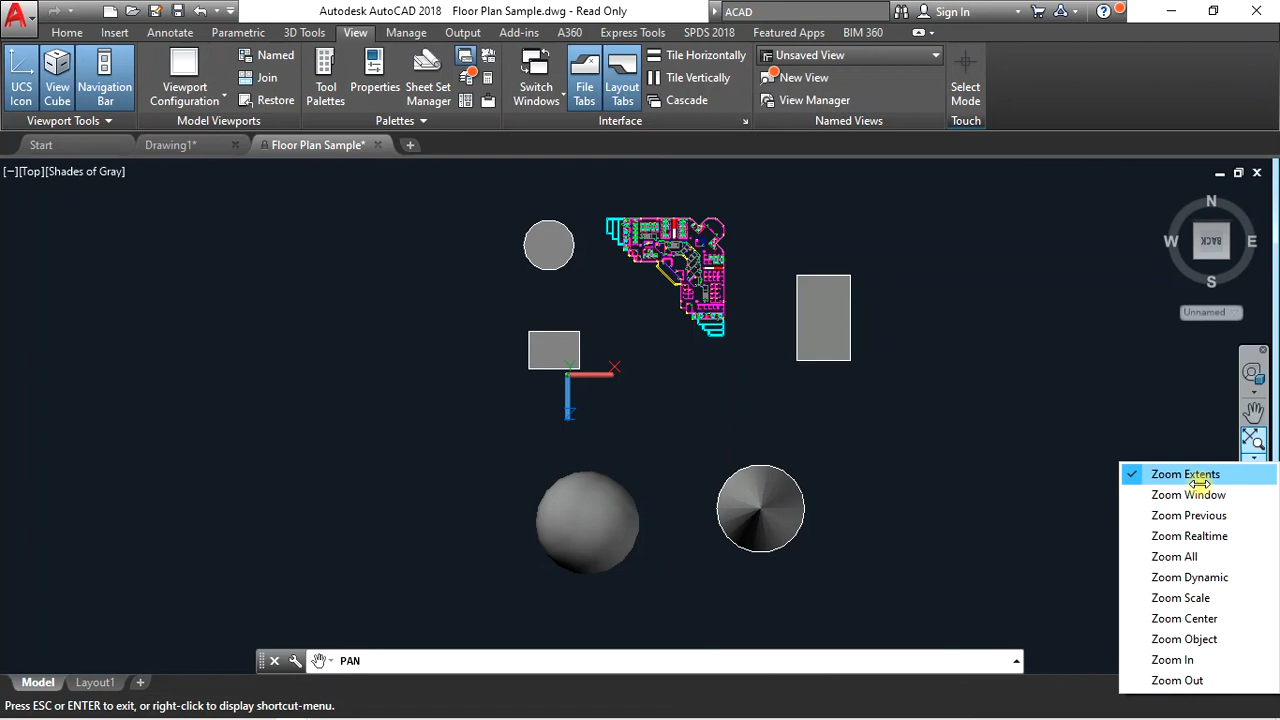 A Autodesk AutoCAD 2018 Floor Plan Sample.dwg - Read Only ACAD Sign In ?
Home Insert Annotate Parametric 3D Tools View Manage Output Add-ins A360 Express Tools SPDS 2018 Featured Apps BIM 360
UCS Icon
View Cube
Navigation Bar
Viewport Tools
Viewport Configuration
Named
Join
Restore
Model Viewports
Tool Palettes
Properties
Sheet Set Manager
Palettes
Switch Windows
File Tabs
Layout Tabs
Tile Horizontally
Tile Vertically
Cascade
Interface
Unsaved View
New View
View Manager
Named Views
Select Mode
Touch
Start Drawing1* Floor Plan Sample*
[−][Top][Shades of Gray]
N
W BACK E
S
Unnamed
Y X
Z
Zoom Extents
Zoom Window
Zoom Previous
Zoom Realtime
Zoom All
Zoom Dynamic
Zoom Scale
Zoom Center
Zoom Object
Zoom In
Zoom Out
PAN
Model Layout1
Press ESC or ENTER to exit, or right-click to display shortcut-menu.